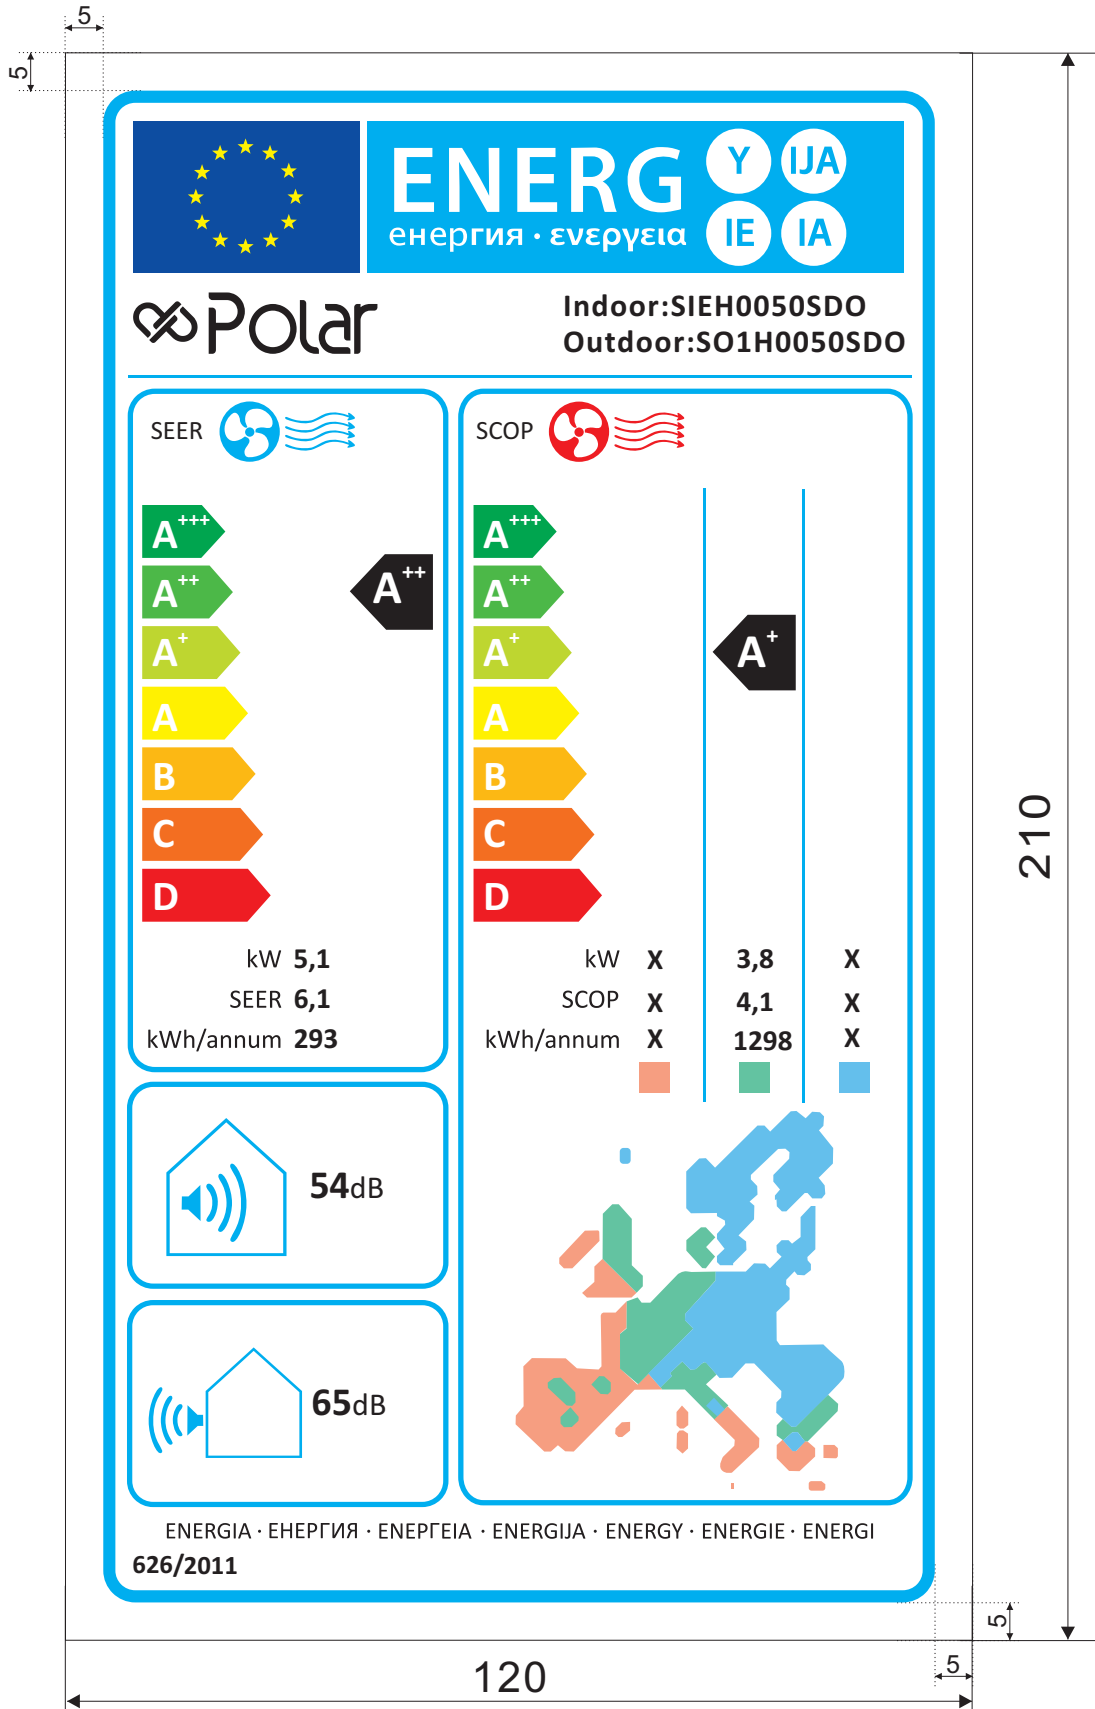 5
5
ENERG
Y
IJA
енергия · ενεργεια
IE
IA
Polar
Indoor:SIEH0050SDO
Outdoor:SO1H0050SDO
SEER
SCOP
A+++
A+++
A++
A++
A++
A+
A+
A+
A
A
B
B
C
C
D
D
kW 5,1
SEER 6,1
kWh/annum 293
kW X 3,8 X
SCOP X 4,1 X
kWh/annum X 1298 X
54dB
65dB
ENERGIA · ЕНЕРГИЯ · ΕΝΕΡΓΕΙΑ · ENERGIJA · ENERGY · ENERGIE · ENERGI
626/2011
210
5
5
120